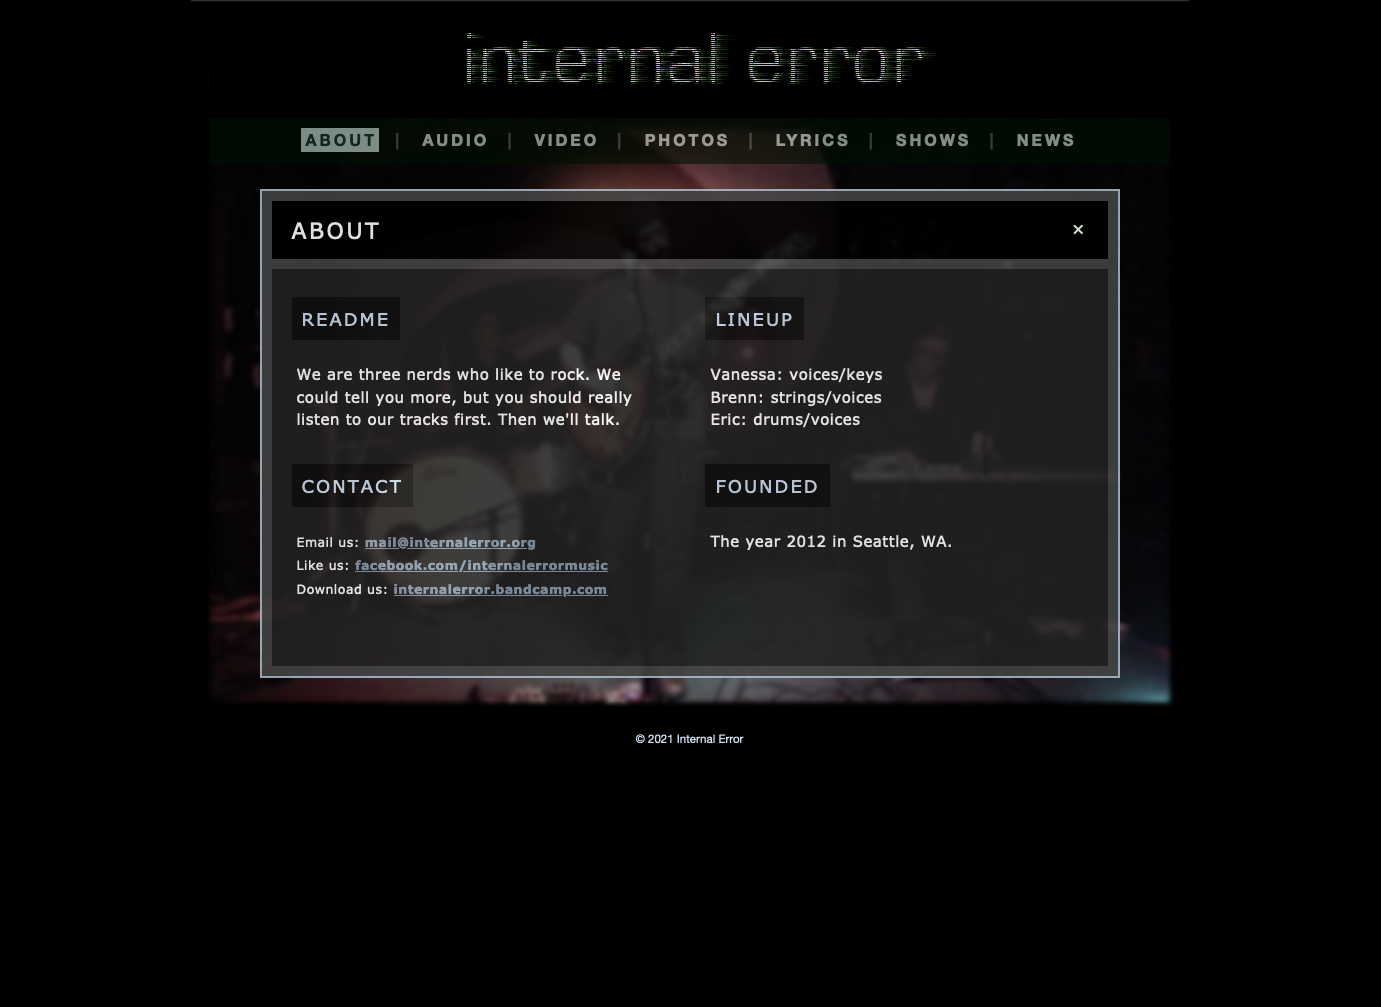 internal error
ABOUT | AUDIO | VIDEO | PHOTOS | LYRICS | SHOWS | NEWS
ABOUT ×
README
We are three nerds who like to rock. We
could tell you more, but you should really
listen to our tracks first. Then we'll talk.
LINEUP
Vanessa: voices/keys
Brenn: strings/voices
Eric: drums/voices
CONTACT
Email us: mail@internalerror.org
Like us: facebook.com/internalerrormusic
Download us: internalerror.bandcamp.com
FOUNDED
The year 2012 in Seattle, WA.
© 2021 Internal Error